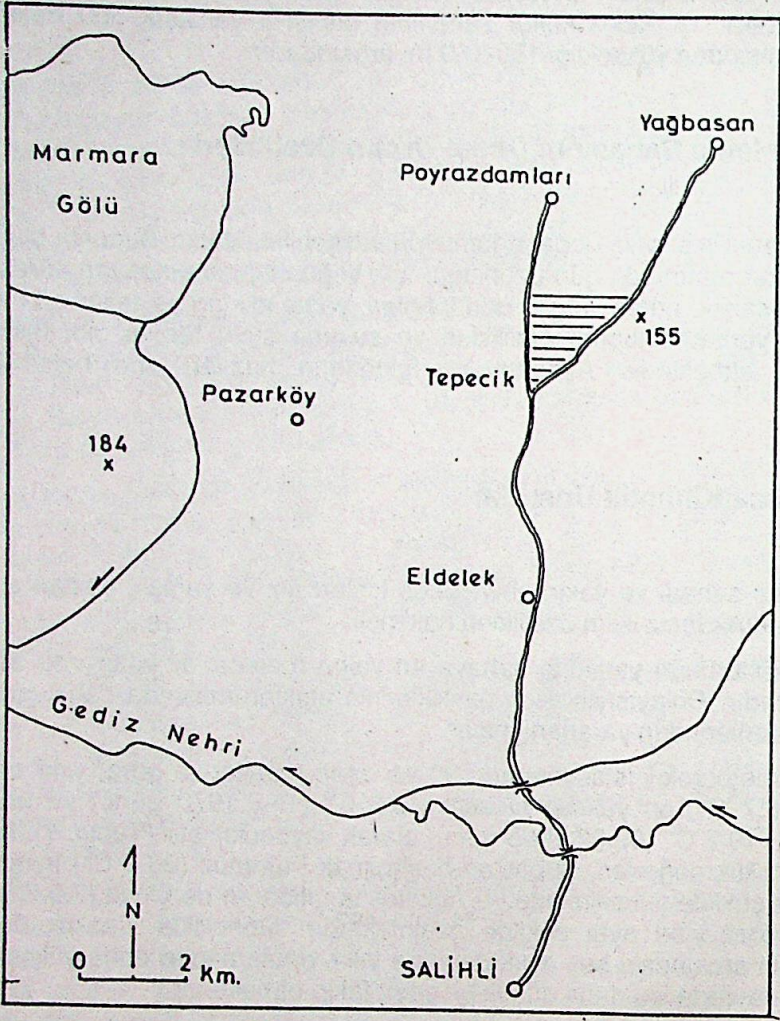 Yağbasan
Poyrazdamları
Marmara
Gölü
x
155
Tepecik
Pazarköy
184
x
Eldelek
Gediz Nehri
N
0 2 Km.
SALİHLİ